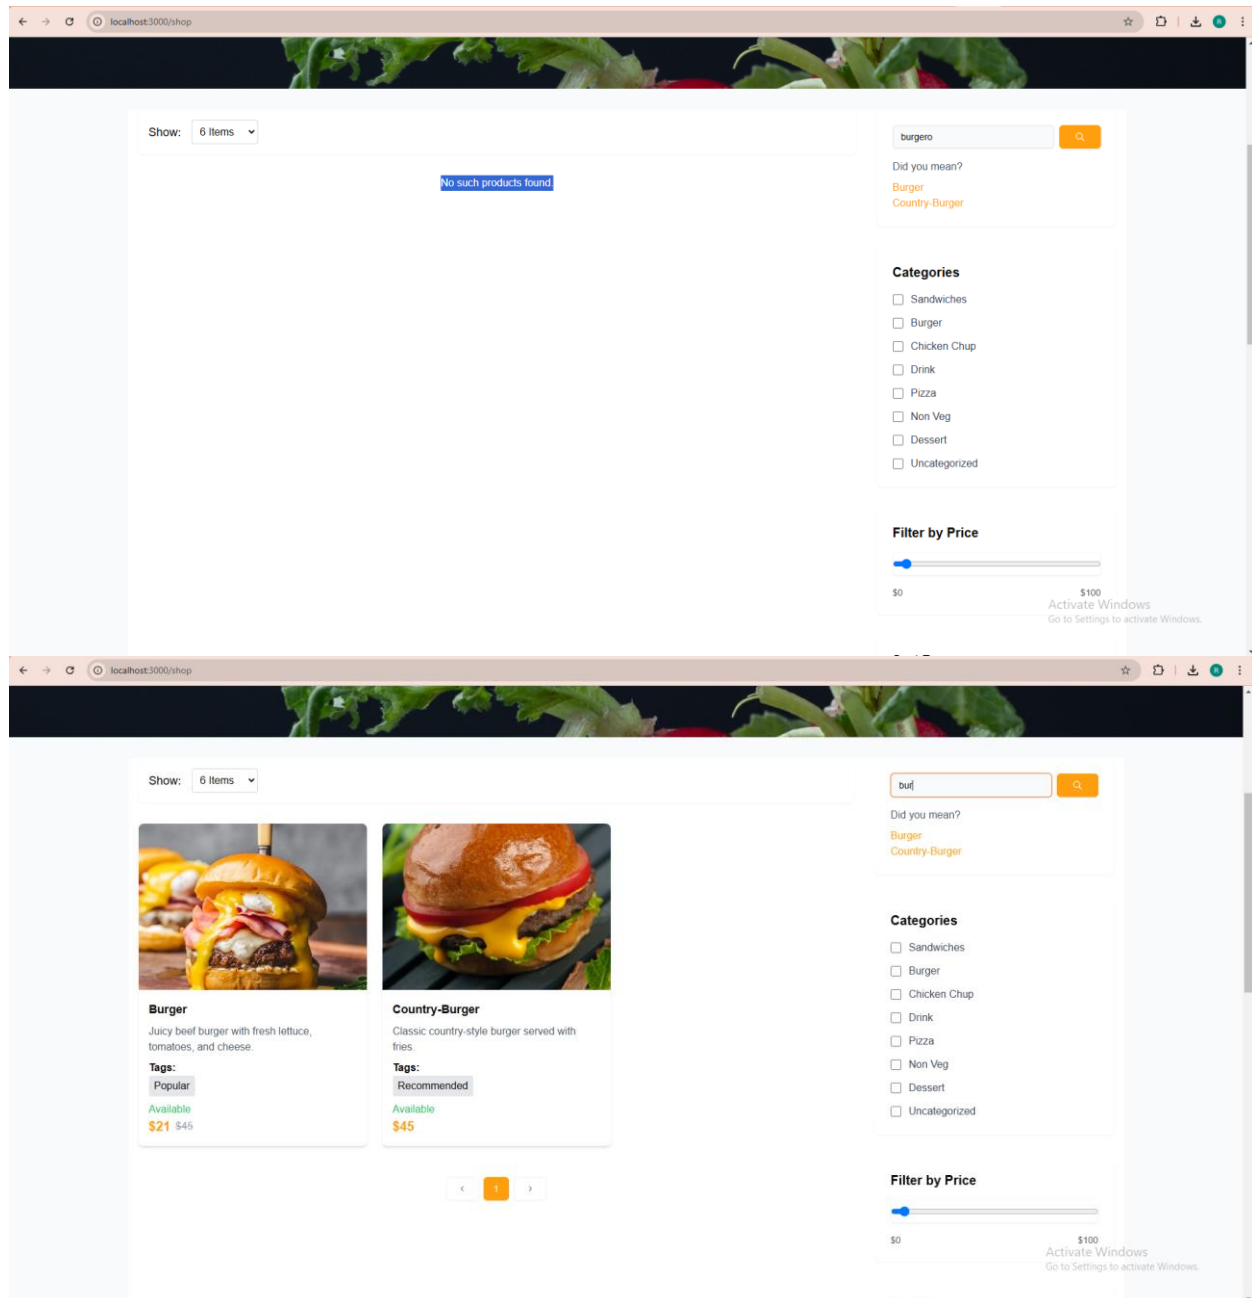 localhost:3000/shop
Show: 6 Items
burgero
Did you mean?
Burger
Country-Burger
No such products found.
Categories
Sandwiches
Burger
Chicken Chup
Drink
Pizza
Non Veg
Dessert
Uncategorized
Filter by Price
$0 $100
Activate Windows
Go to Settings to activate Windows.
localhost:3000/shop
Show: 6 Items
bur
Did you mean?
Burger
Country-Burger
Burger
Juicy beef burger with fresh lettuce,
tomatoes, and cheese.
Tags:
Popular
Available
$21 $45
Country-Burger
Classic country-style burger served with
fries.
Tags:
Recommended
Available
$45
‹ 1 ›
Categories
Sandwiches
Burger
Chicken Chup
Drink
Pizza
Non Veg
Dessert
Uncategorized
Filter by Price
$0 $100
Activate Windows
Go to Settings to activate Windows.